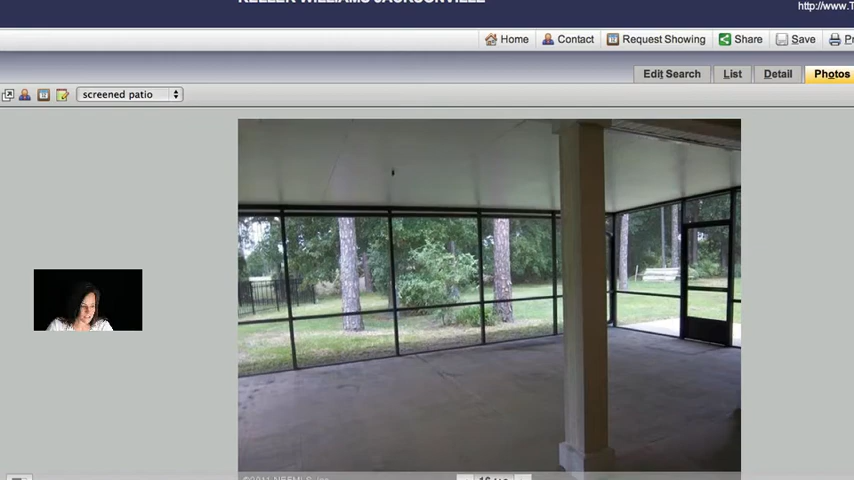 KELLER WILLIAMS JACKSONVILLE
http://www.T
Home Contact Request Showing Share Save Pr
Edit Search List Detail Photos
screened patio